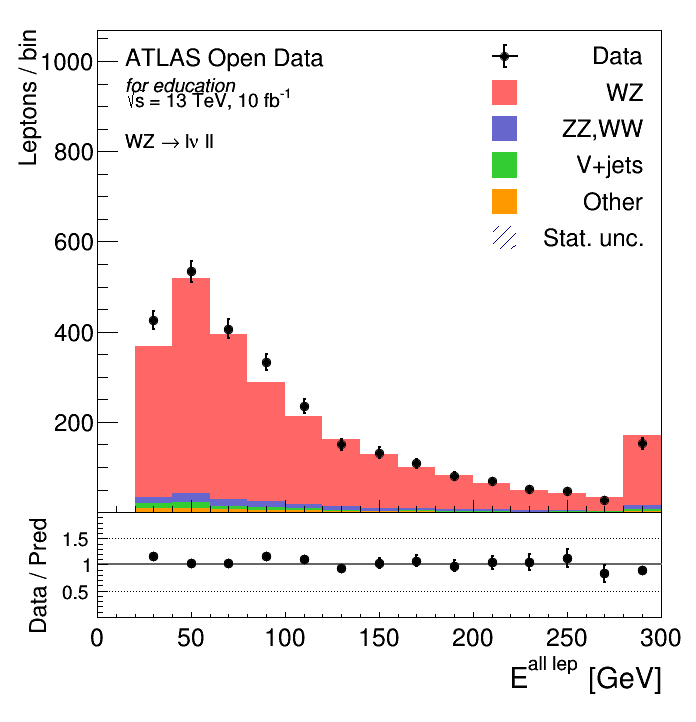 Leptons / bin
1000
800
600
400
200
ATLAS Open Data
for education
√s = 13 TeV, 10 fb⁻¹
WZ → lν ll
Data
WZ
ZZ,WW
V+jets
Other
Stat. unc.
Data / Pred
1.5
1
0.5
0 50 100 150 200 250 300
E^all lep [GeV]